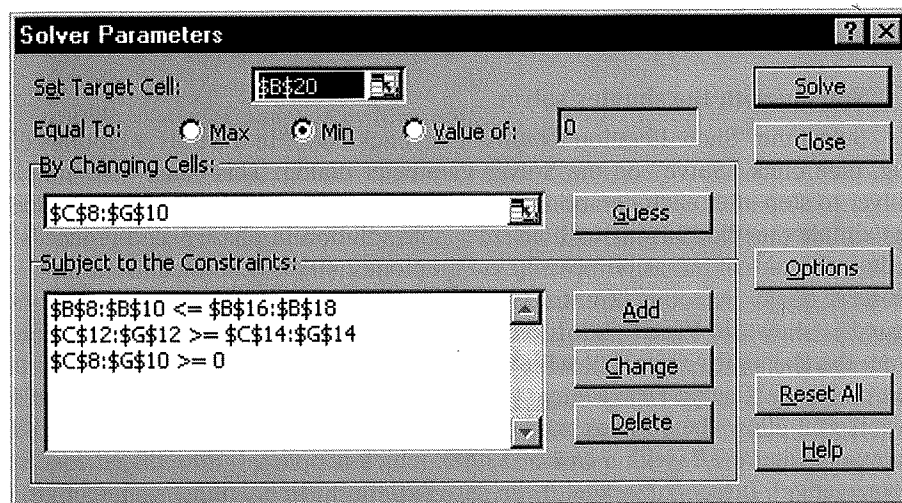 Solver Parameters
Set Target Cell: $B$20 Solve
Equal To: Max Min Value of: 0 Close
By Changing Cells:
$C$8:$G$10 Guess
Subject to the Constraints: Options
$B$8:$B$10 <= $B$16:$B$18 Add
$C$12:$G$12 >= $C$14:$G$14
$C$8:$G$10 >= 0 Change
Reset All
Delete
Help